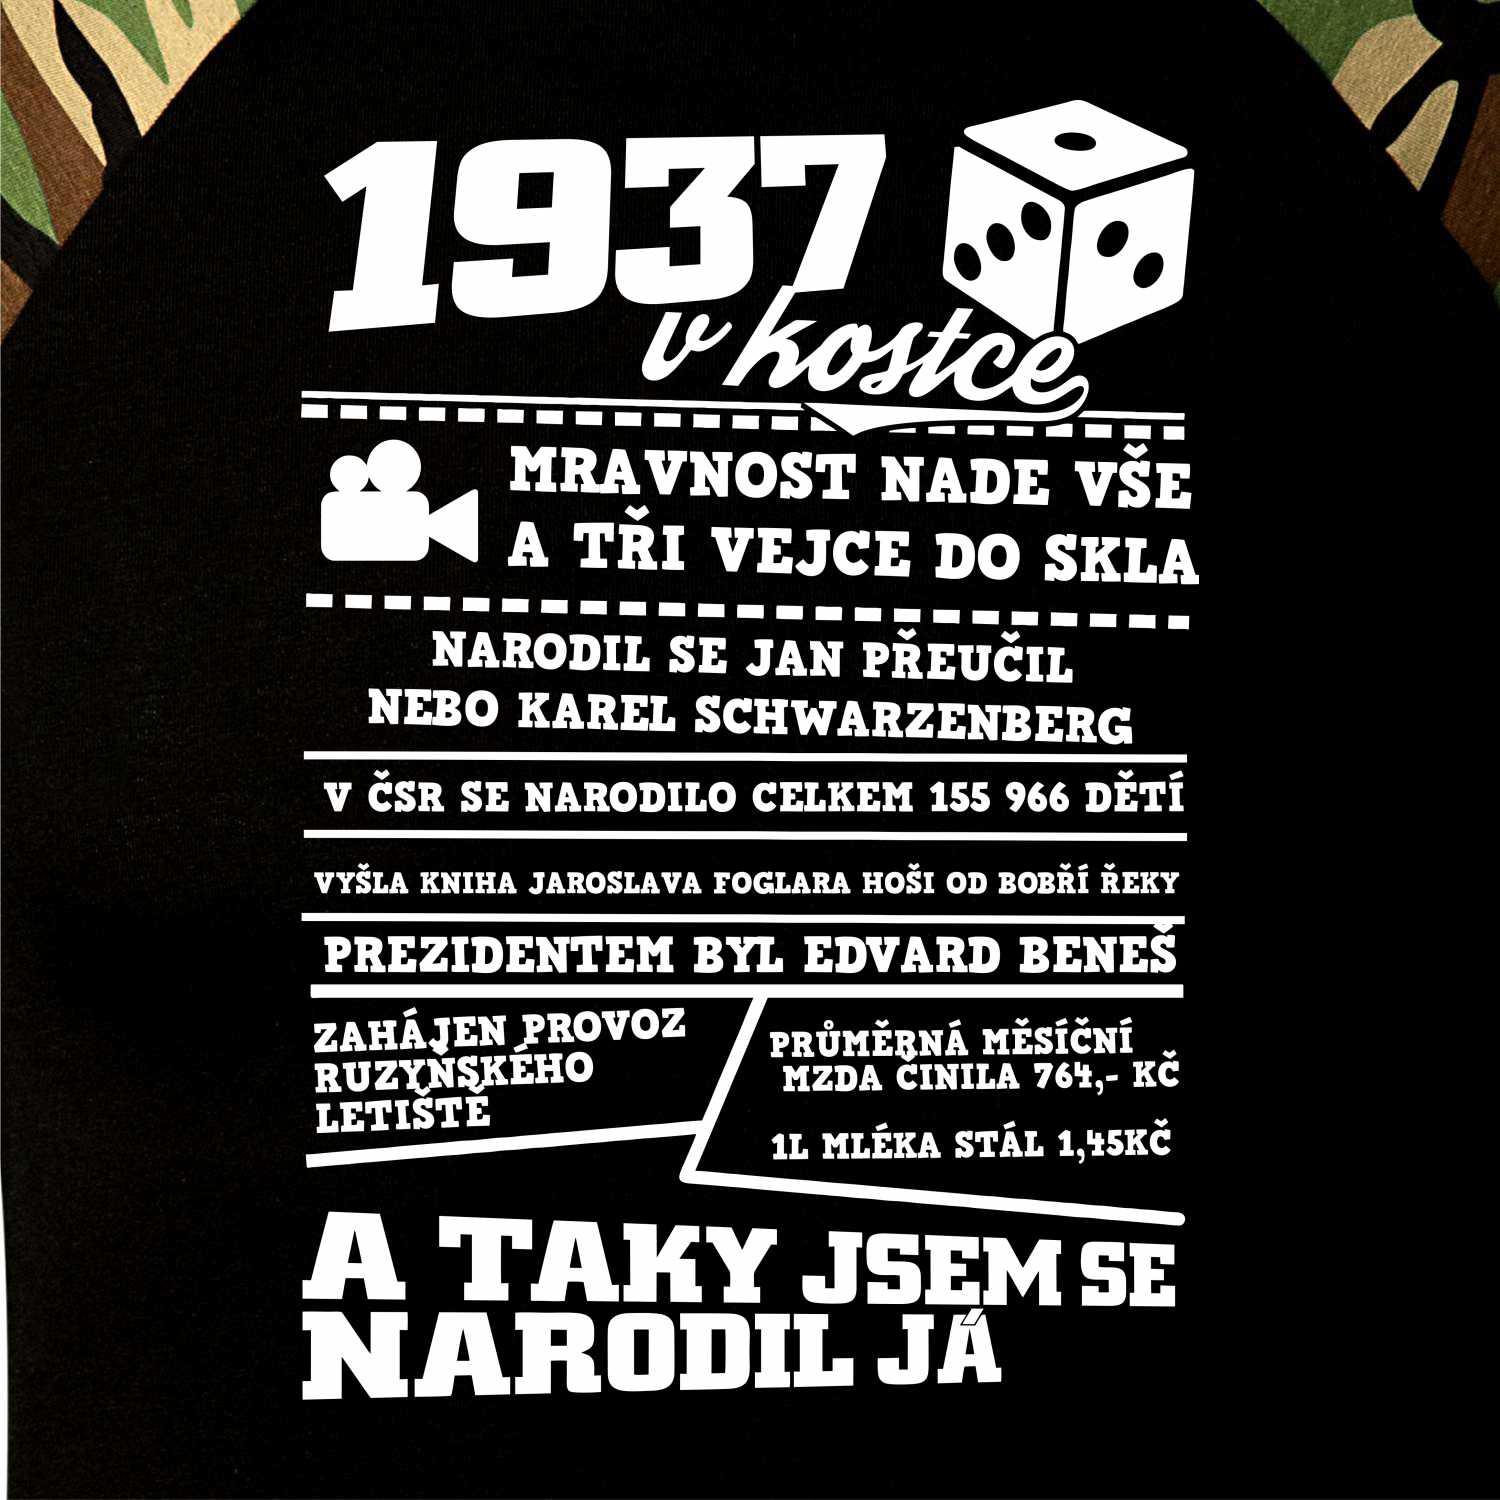 1937
v kostce
MRAVNOST NADE VŠE
A TŘI VEJCE DO SKLA
NARODIL SE JAN PŘEUČIL
NEBO KAREL SCHWARZENBERG
V ČSR SE NARODILO CELKEM 155 966 DĚTÍ
VYŠLA KNIHA JAROSLAVA FOGLARA HOŠI OD BOBŘÍ ŘEKY
PREZIDENTEM BYL EDVARD BENEŠ
ZAHÁJEN PROVOZ
RUZYŇSKÉHO
LETIŠTĚ
PRŮMĚRNÁ MĚSÍČNÍ
MZDA ČINILA 764,- KČ
1L MLÉKA STÁL 1,45KČ
A TAKY JSEM SE
NARODIL JÁ